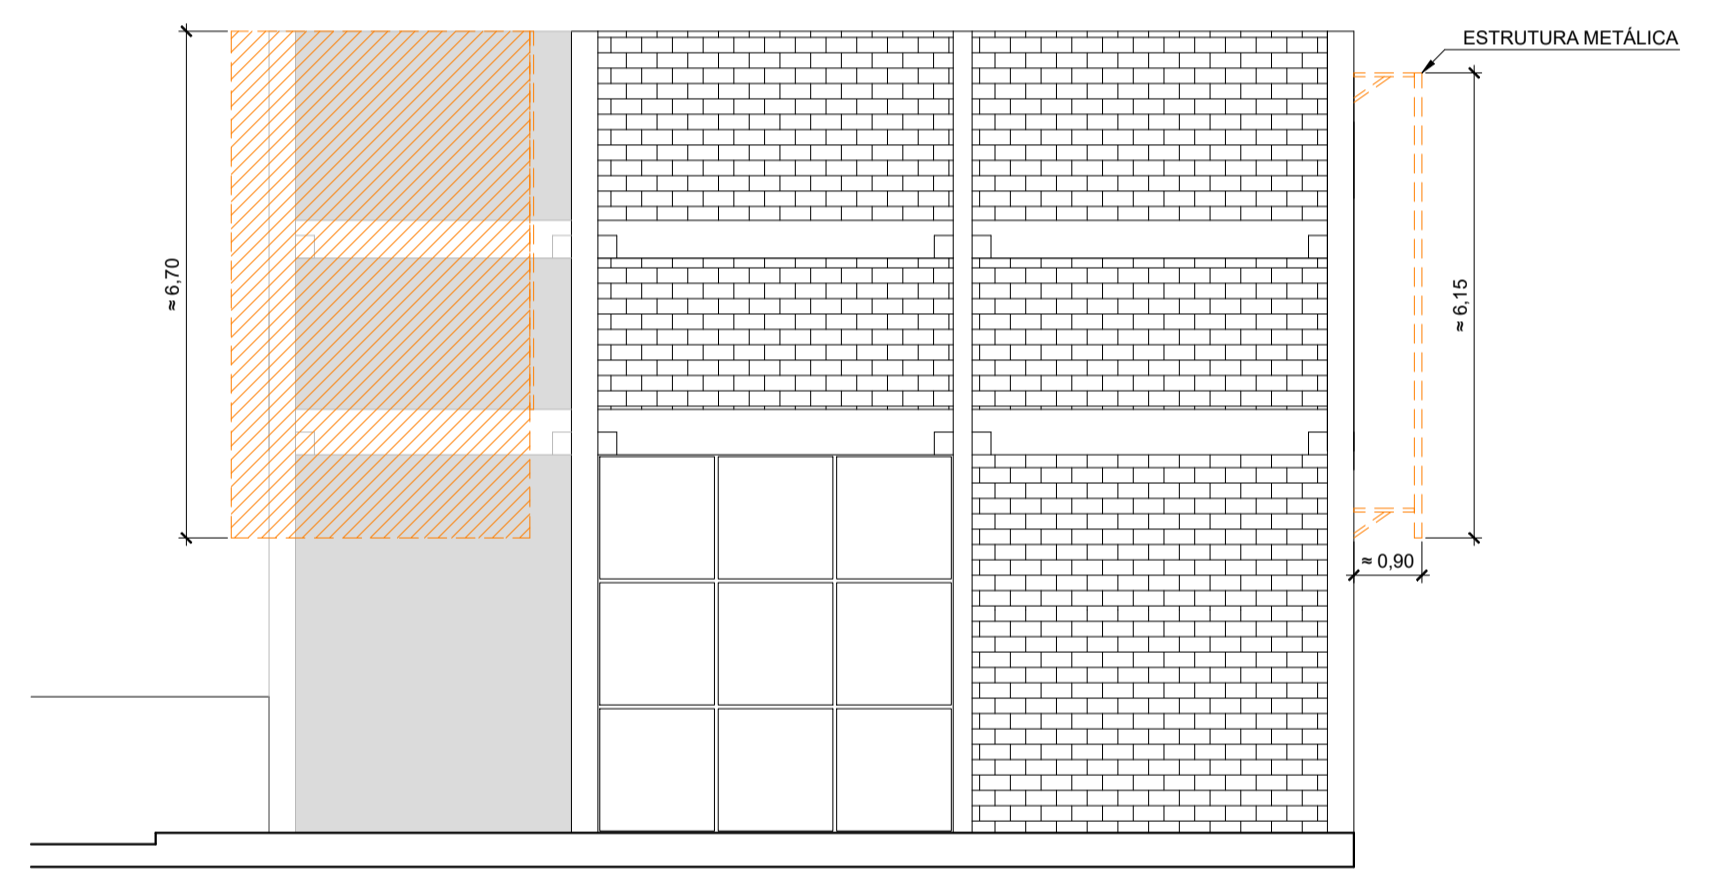 ESTRUTURA METÁLICA
≈ 6,70
≈ 6,15
≈ 0,90